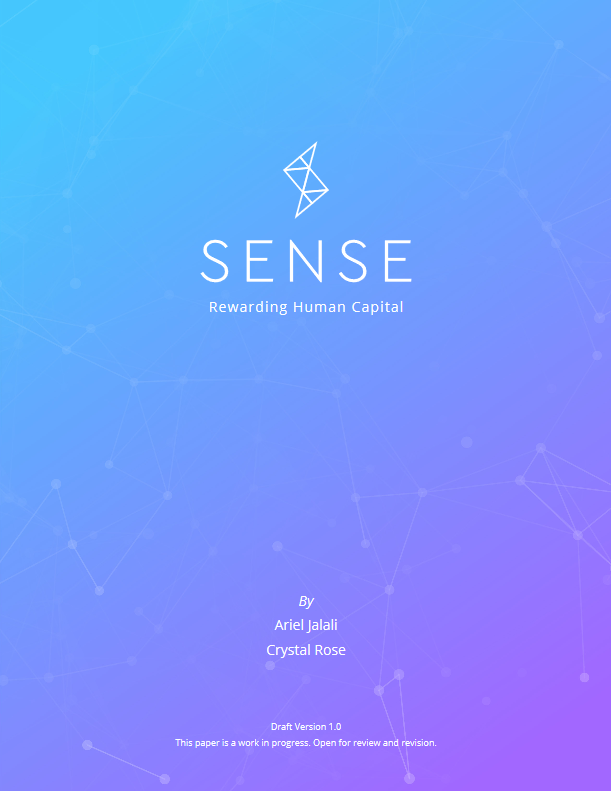 SENSE
Rewarding Human Capital
By
Ariel Jalali
Crystal Rose
Draft Version 1.0
This paper is a work in progress. Open for review and revision.